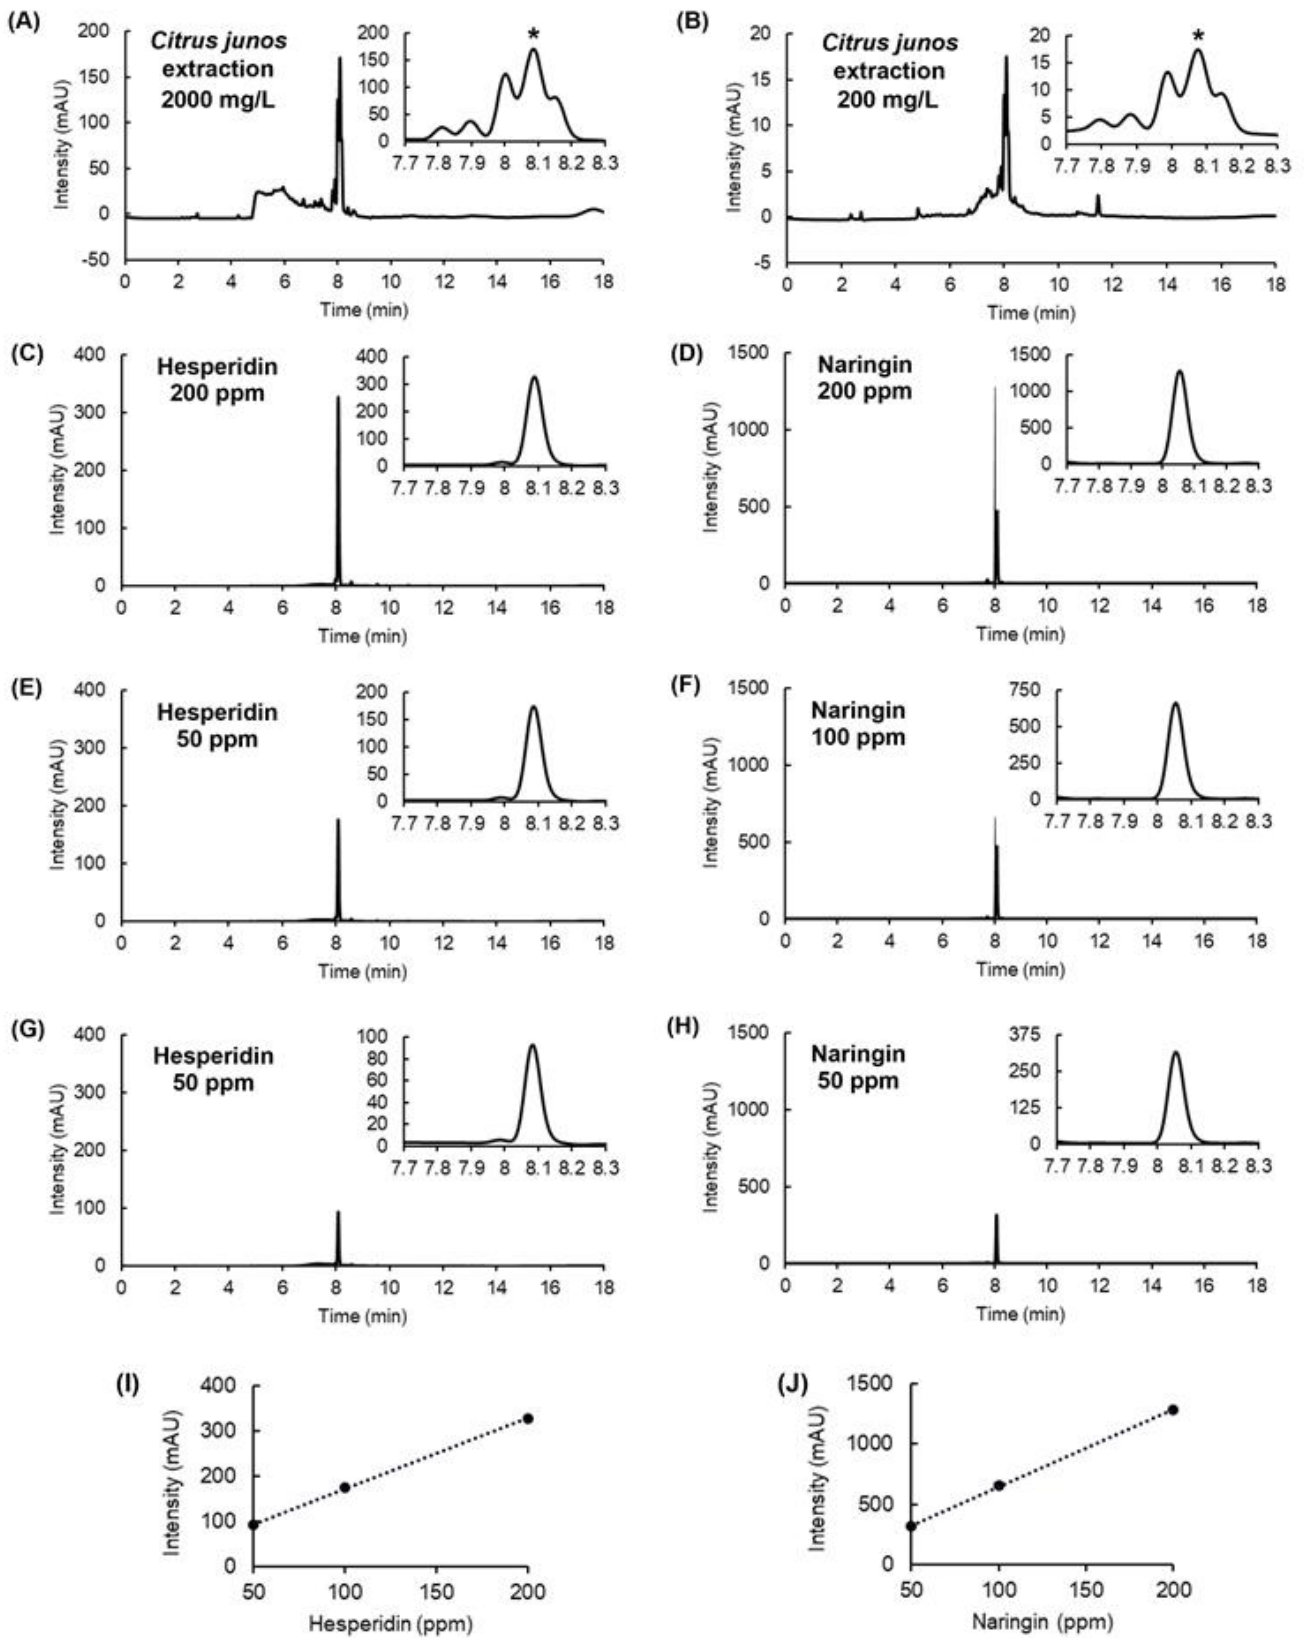 (A)
Citrus junos
extraction
2000 mg/L
*
Intensity (mAU)
200
150
100
50
0
-50
0 2 4 6 8 10 12 14 16 18
Time (min)
200
150
100
50
0
7.7 7.8 7.9 8 8.1 8.2 8.3
(B)
Citrus junos
extraction
200 mg/L
*
Intensity (mAU)
20
15
10
5
0
-5
0 2 4 6 8 10 12 14 16 18
Time (min)
20
15
10
5
0
7.7 7.8 7.9 8 8.1 8.2 8.3
(C)
Hesperidin
200 ppm
Intensity (mAU)
400
300
200
100
0
0 2 4 6 8 10 12 14 16 18
Time (min)
400
300
200
100
0
7.7 7.8 7.9 8 8.1 8.2 8.3
(D)
Naringin
200 ppm
Intensity (mAU)
1500
1000
500
0
0 2 4 6 8 10 12 14 16 18
Time (min)
1500
1000
500
0
7.7 7.8 7.9 8 8.1 8.2 8.3
(E)
Hesperidin
50 ppm
Intensity (mAU)
400
300
200
100
0
0 2 4 6 8 10 12 14 16 18
Time (min)
200
150
100
50
0
7.7 7.8 7.9 8 8.1 8.2 8.3
(F)
Naringin
100 ppm
Intensity (mAU)
1500
1000
500
0
0 2 4 6 8 10 12 14 16 18
Time (min)
750
500
250
0
7.7 7.8 7.9 8 8.1 8.2 8.3
(G)
Hesperidin
50 ppm
Intensity (mAU)
400
300
200
100
0
0 2 4 6 8 10 12 14 16 18
Time (min)
100
80
60
40
20
0
7.7 7.8 7.9 8 8.1 8.2 8.3
(H)
Naringin
50 ppm
Intensity (mAU)
1500
1000
500
0
0 2 4 6 8 10 12 14 16 18
Time (min)
375
250
125
0
7.7 7.8 7.9 8 8.1 8.2 8.3
(I)
Intensity (mAU)
400
300
200
100
0
50 100 150 200
Hesperidin (ppm)
(J)
Intensity (mAU)
1500
1000
500
0
50 100 150 200
Naringin (ppm)